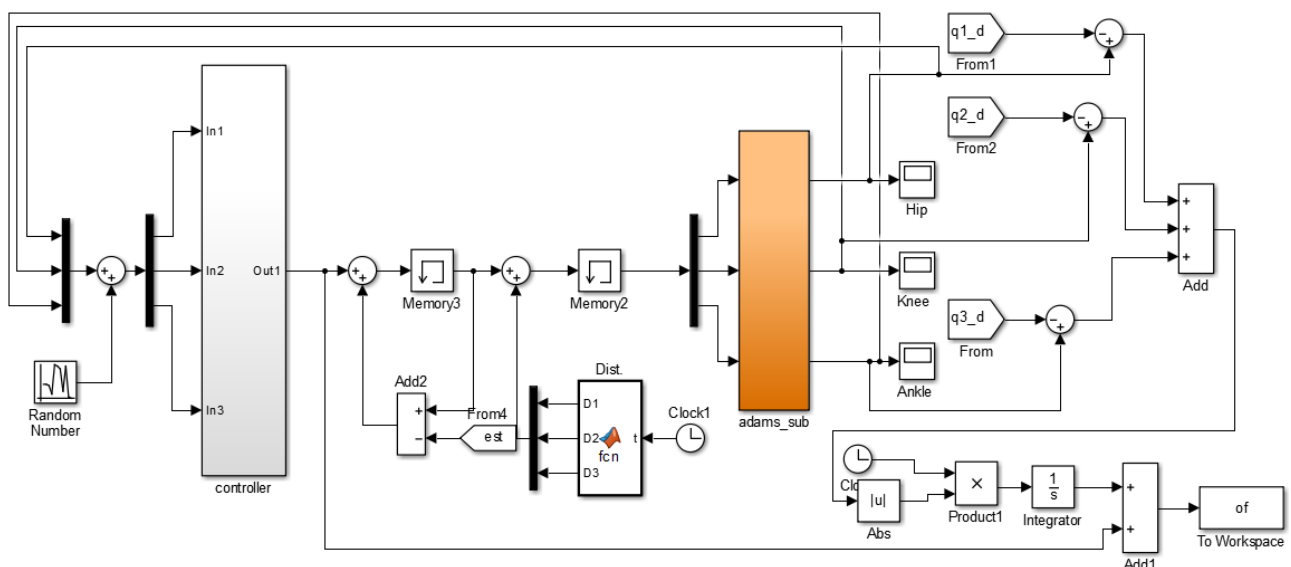 q1_d
From1
q2_d
From2
In1
In2
In3
Out1
controller
+
+
Random
Number
+
+
Memory3
+
+
Memory2
Add2
+
−
From4
est
Dist.
D1
D2
D3
fcn
t
Clock1
adams_sub
Hip
Knee
Ankle
−
+
−
+
q3_d
From
−
+
+
+
+
Add
Clo
|u|
Abs
×
Product1
1
s
Integrator
+
+
Add1
of
To Workspace